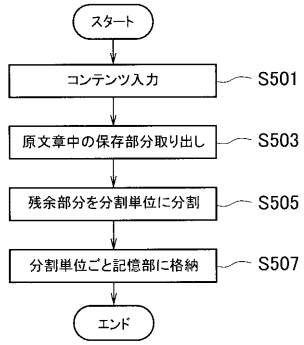 スタート
コンテンツ入力 S501
原文章中の保存部分取り出し S503
残余部分を分割単位に分割 S505
分割単位ごと記憶部に格納 S507
エンド